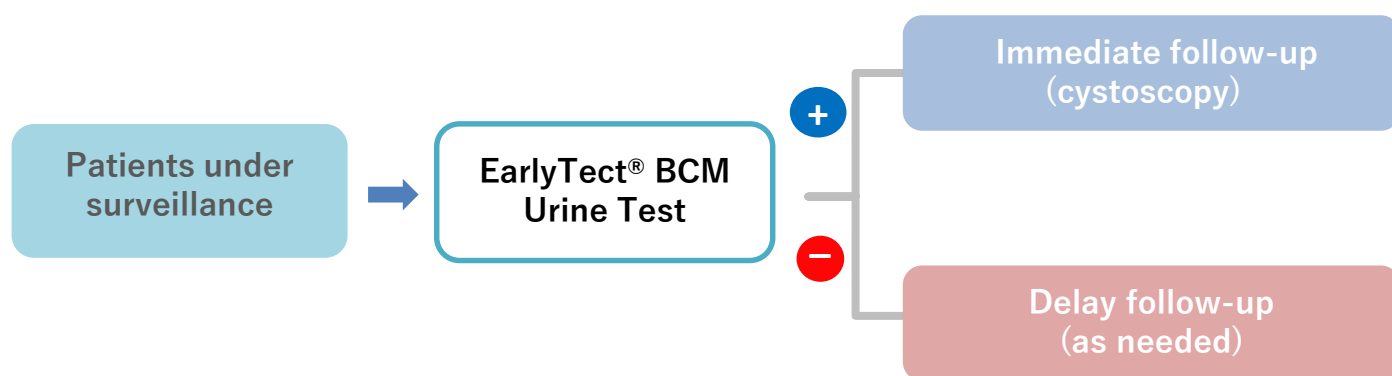 Patients under
surveillance
EarlyTect® BCM
Urine Test
+
Immediate follow-up
(cystoscopy)
−
Delay follow-up
(as needed)